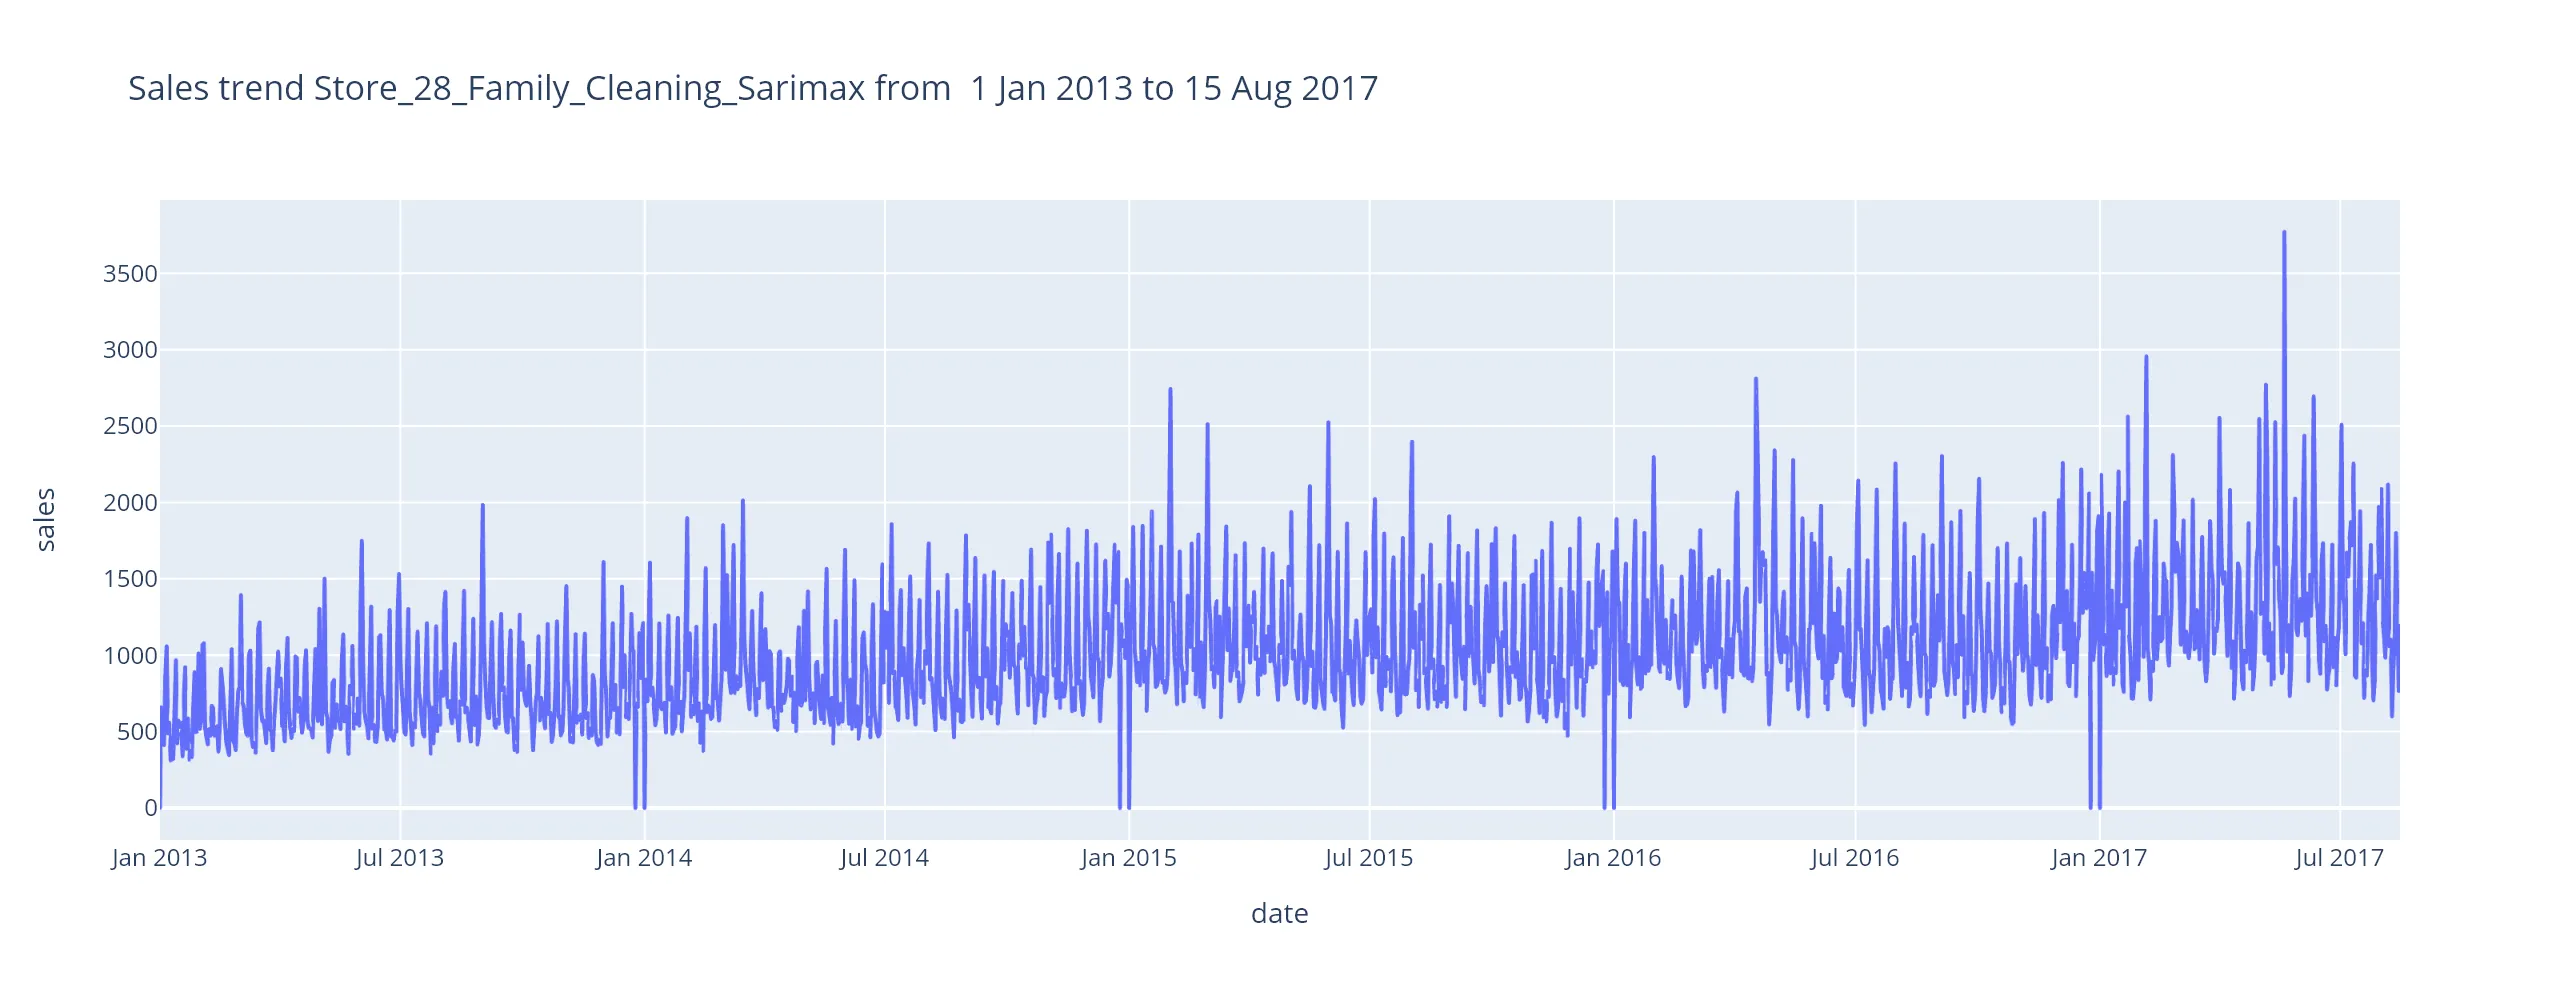 Sales trend Store_28_Family_Cleaning_Sarimax from  1 Jan 2013 to 15 Aug 2017
3500
3000
2500
2000
1500
1000
500
0
sales
Jan 2013 Jul 2013 Jan 2014 Jul 2014 Jan 2015 Jul 2015 Jan 2016 Jul 2016 Jan 2017 Jul 2017
date